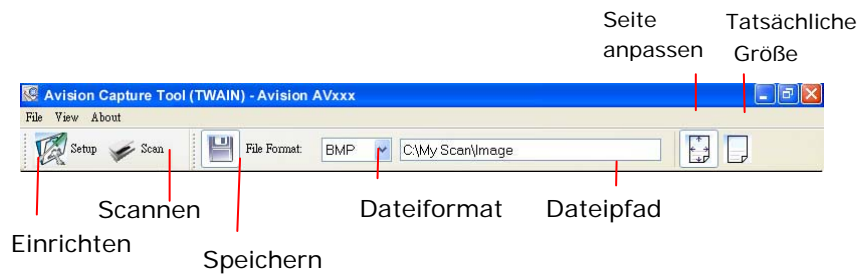 Seite anpassen
Tatsächliche Größe
Avision Capture Tool (TWAIN) - Avision AVxxx
File View About
Setup Scan File Format: BMP C:\My Scan\Image
Scannen Dateiformat Dateipfad
Einrichten
Speichern